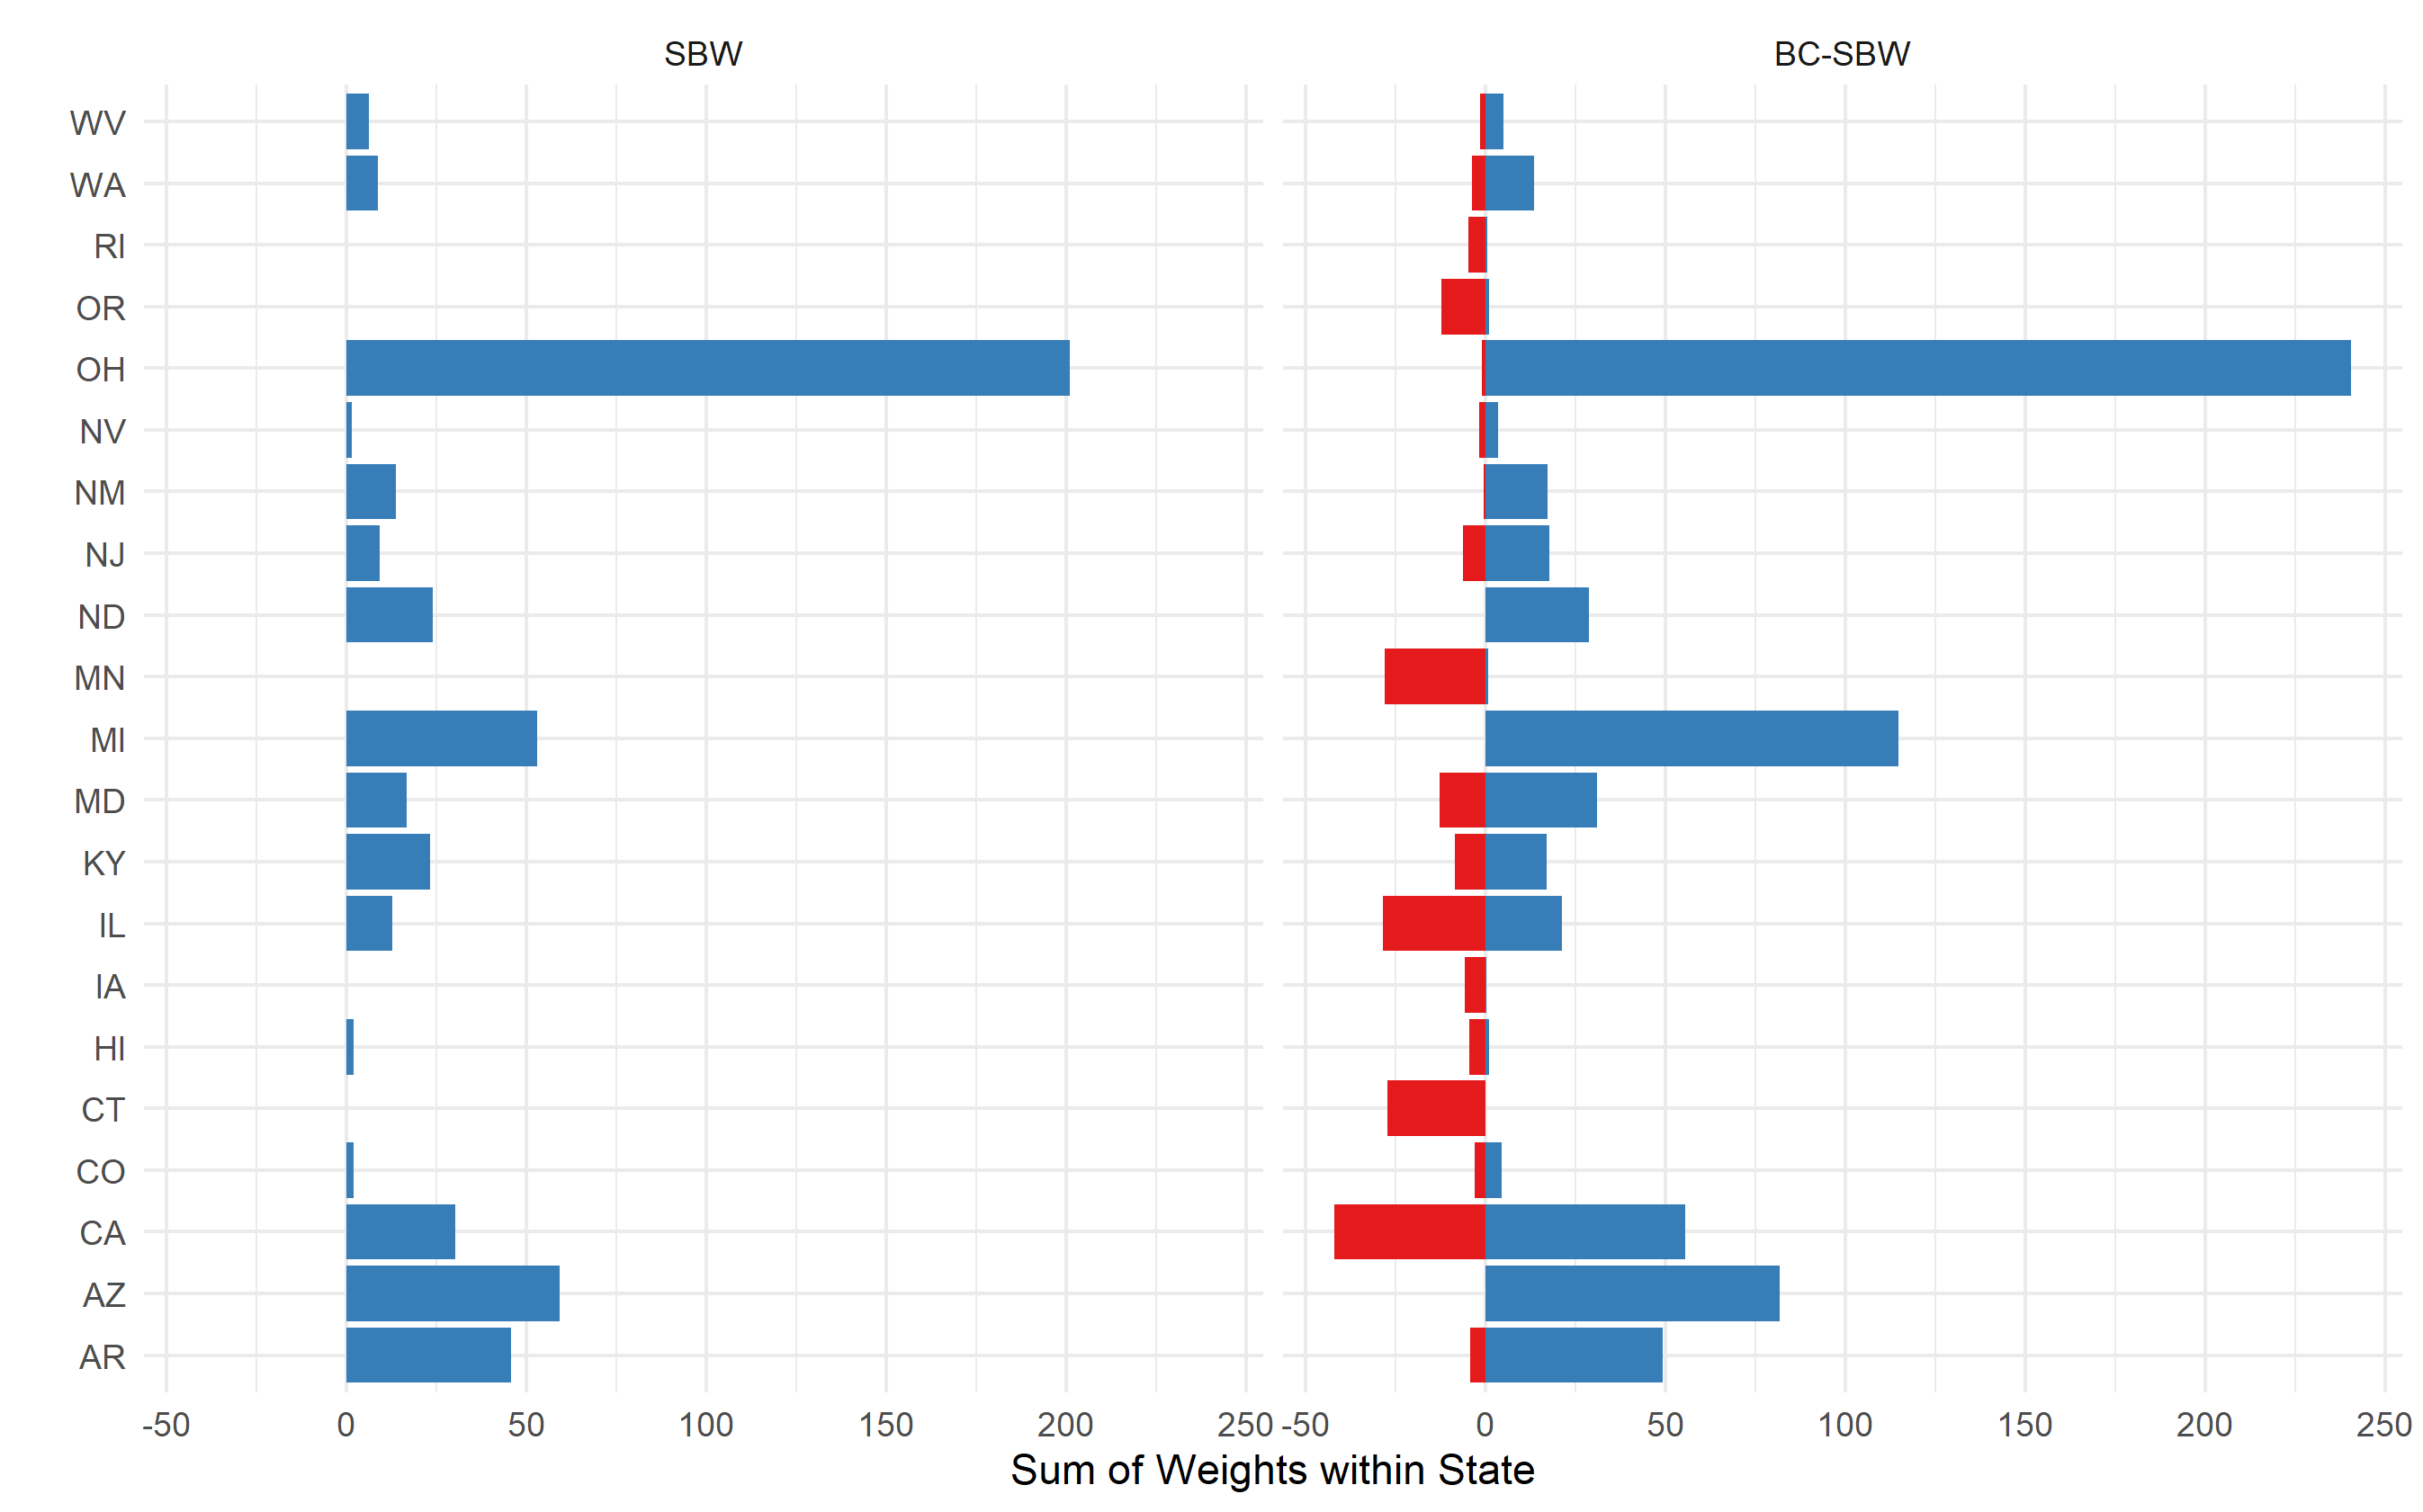 SBW BC-SBW
WV
WA
RI
OR
OH
NV
NM
NJ
ND
MN
MI
MD
KY
IL
IA
HI
CT
CO
CA
AZ
AR
-50 0 50 100 150 200 250 -50 0 50 100 150 200 250
Sum of Weights within State